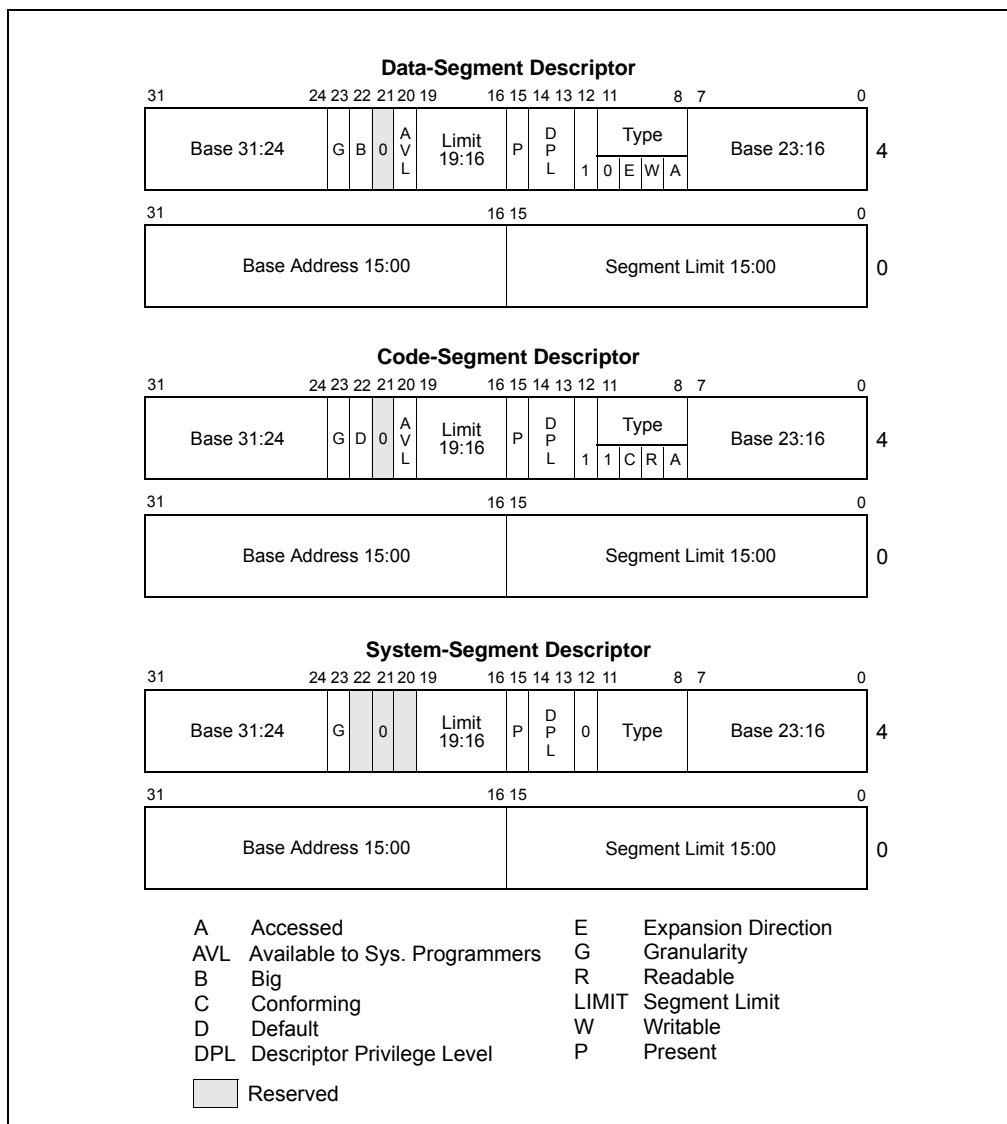 Data-Segment Descriptor
31 24 23 22 21 20 19 16 15 14 13 12 11 8 7 0
Base 31:24 G B 0 AVL Limit 19:16 P DPL 1 Type 0 E W A Base 23:16 4
31 16 15 0
Base Address 15:00 Segment Limit 15:00 0
Code-Segment Descriptor
31 24 23 22 21 20 19 16 15 14 13 12 11 8 7 0
Base 31:24 G D 0 AVL Limit 19:16 P DPL 1 Type 1 C R A Base 23:16 4
31 16 15 0
Base Address 15:00 Segment Limit 15:00 0
System-Segment Descriptor
31 24 23 22 21 20 19 16 15 14 13 12 11 8 7 0
Base 31:24 G 0 Limit 19:16 P DPL 0 Type Base 23:16 4
31 16 15 0
Base Address 15:00 Segment Limit 15:00 0
A Accessed
AVL Available to Sys. Programmers
B Big
C Conforming
D Default
DPL Descriptor Privilege Level
Reserved
E Expansion Direction
G Granularity
R Readable
LIMIT Segment Limit
W Writable
P Present